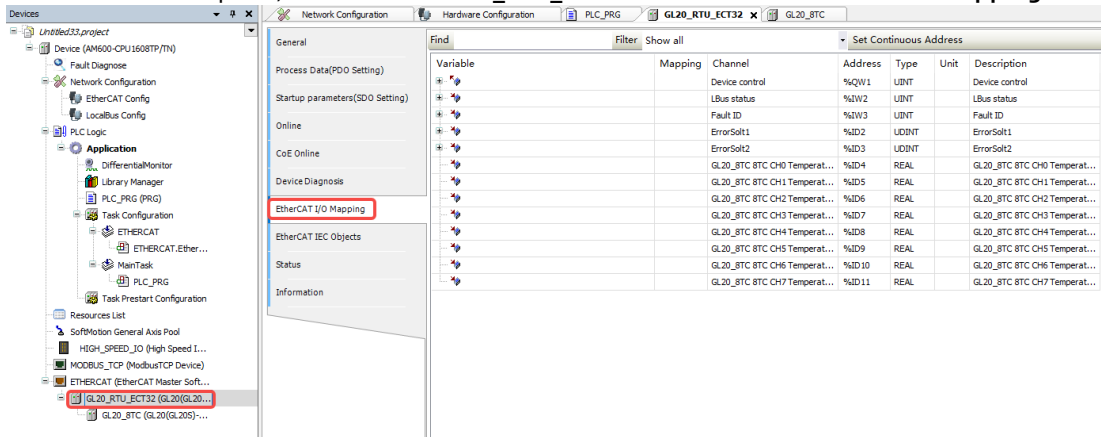 Devices
Untitled33.project
Device (AM600-CPU1608TP/TN)
Fault Diagnose
Network Configuration
EtherCAT Config
LocalBus Config
PLC Logic
Application
DifferentialMonitor
Library Manager
PLC_PRG (PRG)
Task Configuration
ETHERCAT
ETHERCAT.Ether...
MainTask
PLC_PRG
Task Prestart Configuration
Resources List
SoftMotion General Axis Pool
HIGH_SPEED_IO (High Speed I...
MODBUS_TCP (ModbusTCP Device)
ETHERCAT (EtherCAT Master Soft...
GL20_RTU_ECT32 (GL20(GL20...
GL20_8TC (GL20(GL20S)-...
Network Configuration Hardware Configuration PLC_PRG GL20_RTU_ECT32 X GL20_8TC
General
Process Data(PDO Setting)
Startup parameters(SDO Setting)
Online
CoE Online
Device Diagnosis
EtherCAT I/O Mapping
EtherCAT IEC Objects
Status
Information
Find Filter Show all Set Continuous Address
Variable Mapping Channel Address Type Unit Description
Device control %QW1 UINT Device control
LBus status %IW2 UINT LBus status
Fault ID %IW3 UINT Fault ID
ErrorSolt1 %ID2 UDINT ErrorSolt1
ErrorSolt2 %ID3 UDINT ErrorSolt2
GL20_8TC 8TC CH0 Temperat... %ID4 REAL GL20_8TC 8TC CH0 Temperat...
GL20_8TC 8TC CH1 Temperat... %ID5 REAL GL20_8TC 8TC CH1 Temperat...
GL20_8TC 8TC CH2 Temperat... %ID6 REAL GL20_8TC 8TC CH2 Temperat...
GL20_8TC 8TC CH3 Temperat... %ID7 REAL GL20_8TC 8TC CH3 Temperat...
GL20_8TC 8TC CH4 Temperat... %ID8 REAL GL20_8TC 8TC CH4 Temperat...
GL20_8TC 8TC CH5 Temperat... %ID9 REAL GL20_8TC 8TC CH5 Temperat...
GL20_8TC 8TC CH6 Temperat... %ID10 REAL GL20_8TC 8TC CH6 Temperat...
GL20_8TC 8TC CH7 Temperat... %ID11 REAL GL20_8TC 8TC CH7 Temperat...